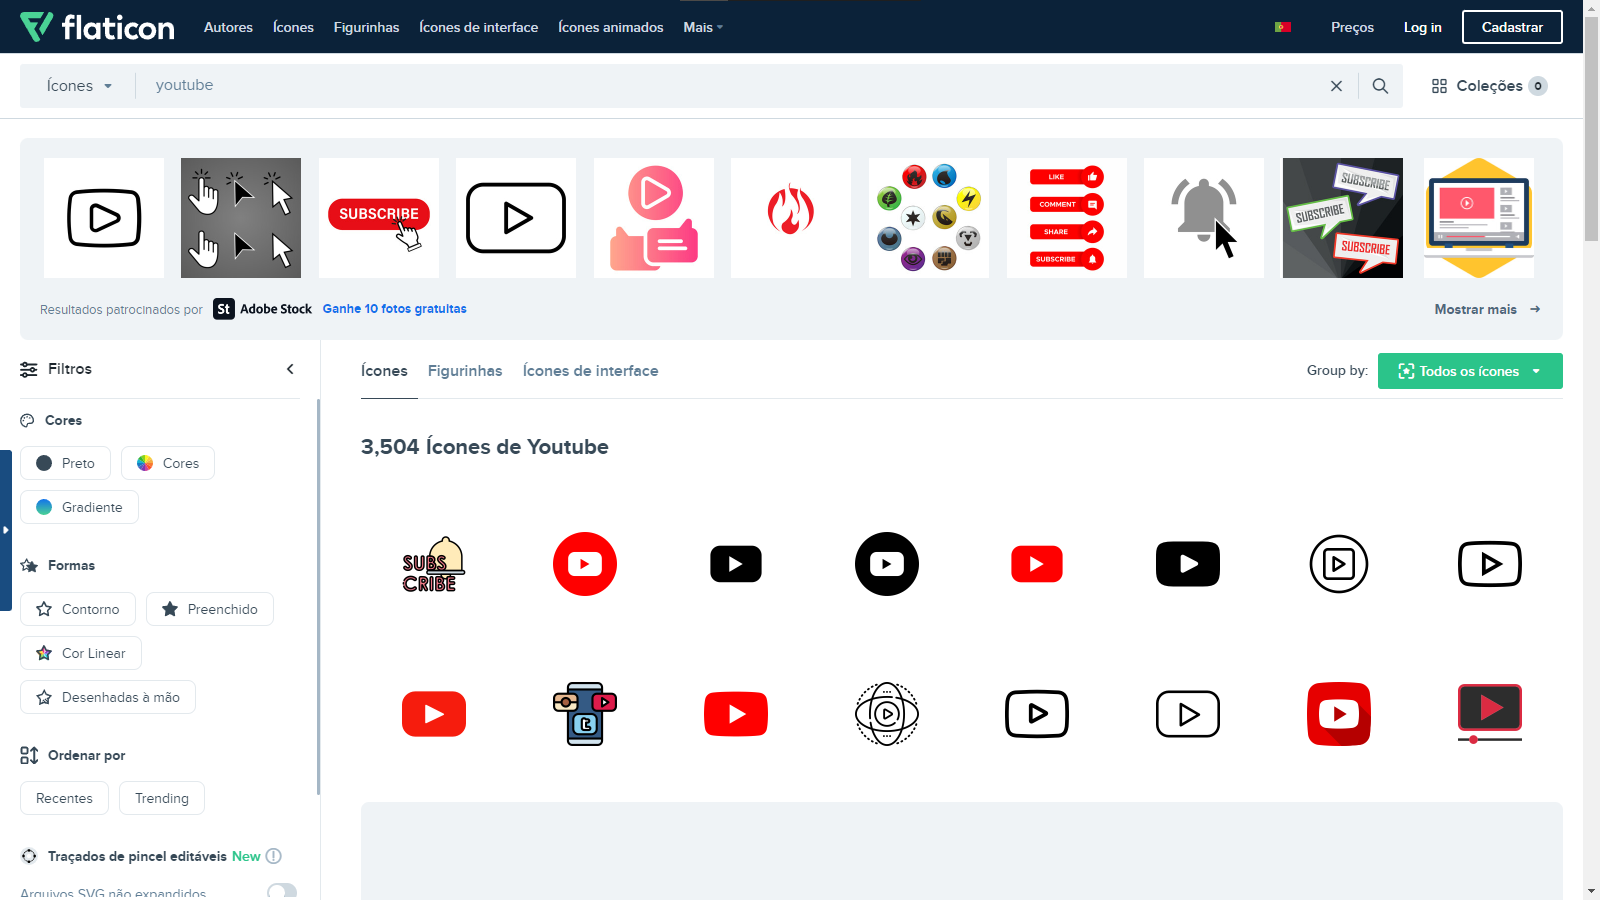 flaticon Autores Ícones Figurinhas Ícones de interface Ícones animados Mais Preços Log in Cadastrar
Ícones youtube Coleções 0
SUBSCRIBE
LIKE
COMMENT
SHARE
SUBSCRIBE
SUBSCRIBE
SUBSCRIBE
SUBSCRIBE
Resultados patrocinados por St Adobe Stock Ganhe 10 fotos gratuitas Mostrar mais
Filtros
Ícones Figurinhas Ícones de interface Group by: Todos os ícones
Cores
Preto Cores
Gradiente
Formas
Contorno Preenchido
Cor Linear
Desenhadas à mão
Ordenar por
Recentes Trending
Traçados de pincel editáveis New
Arquivos SVG não expandidos
3,504 Ícones de Youtube
SUBS
CRIBE